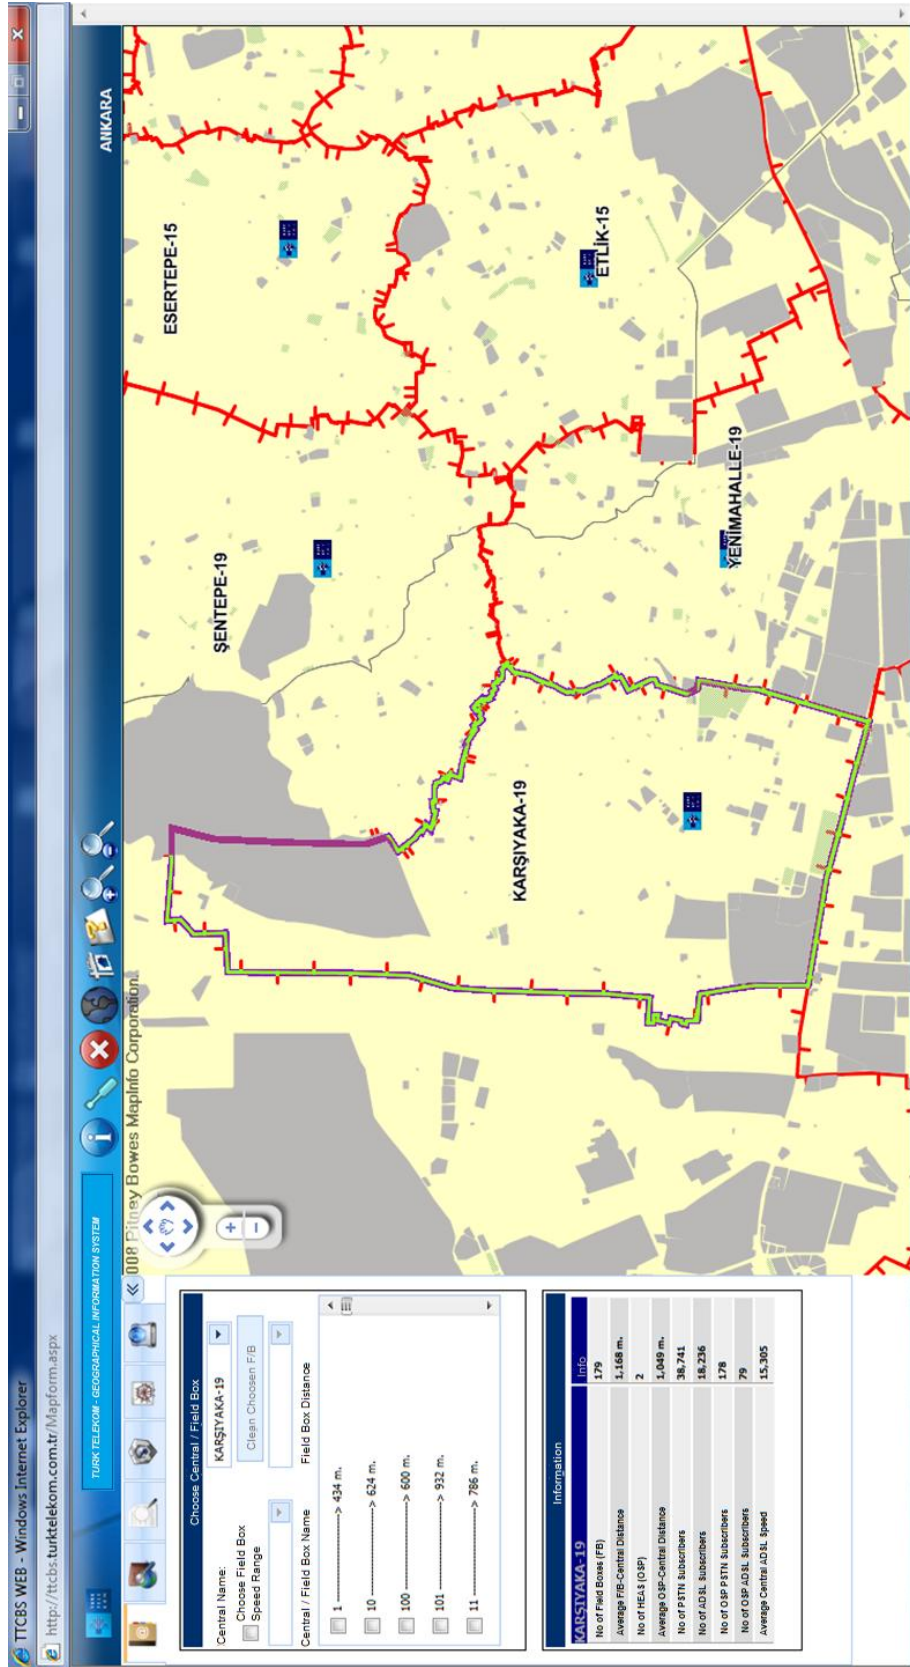 TTCBS WEB - Windows Internet Explorer
http://ttcbs.turktelekom.com.tr/Mapform.aspx
TURK TELEKOM - GEOGRAPHICAL INFORMATION SYSTEM
ANKARA
Choose Central / Field Box
Central Name:
KARŞIYAKA-19
Choose Field Box
Clean Choosen F/B
Speed Range
Central / Field Box Name
Field Box Distance
1 ---------------> 434 m.
10 ---------------> 624 m.
100 ---------------> 600 m.
101 ---------------> 932 m.
11 ---------------> 786 m.
Information
KARŞIYAKA-19 Info
No of Field Boxes (FB) 179
Average F/B-Central Distance 1,168 m.
No of HEAS (OSP) 2
Average OSP-Central Distance 1,049 m.
No of PSTN Subscribers 38,741
No of ADSL Subscribers 18,236
No of OSP PSTN Subscribers 178
No of OSP ADSL Subscribers 79
Average Central ADSL Speed 15,305
008 Pitney Bowes MapInfo Corporation.
ŞENTEPE-19
ESERTEPE-15
KARŞIYAKA-19
ETLİK-15
YENİMAHALLE-19